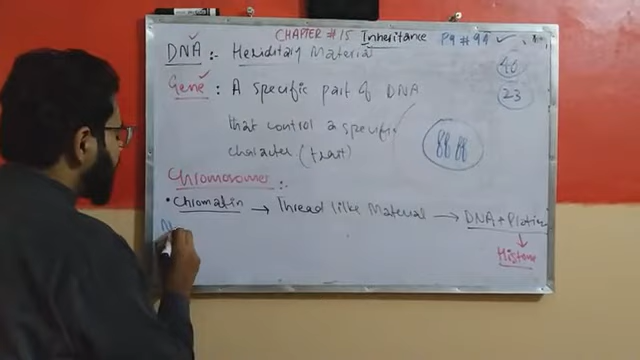 CHAPTER #15 Inheritance Pg # 94
DNA :- Heriditary Material
46
Gene : A specific part of DNA
23
that control a specific
character (trait)
Chromosomes :-
• Chromatin → Thread like Material → DNA + Protien
Histone